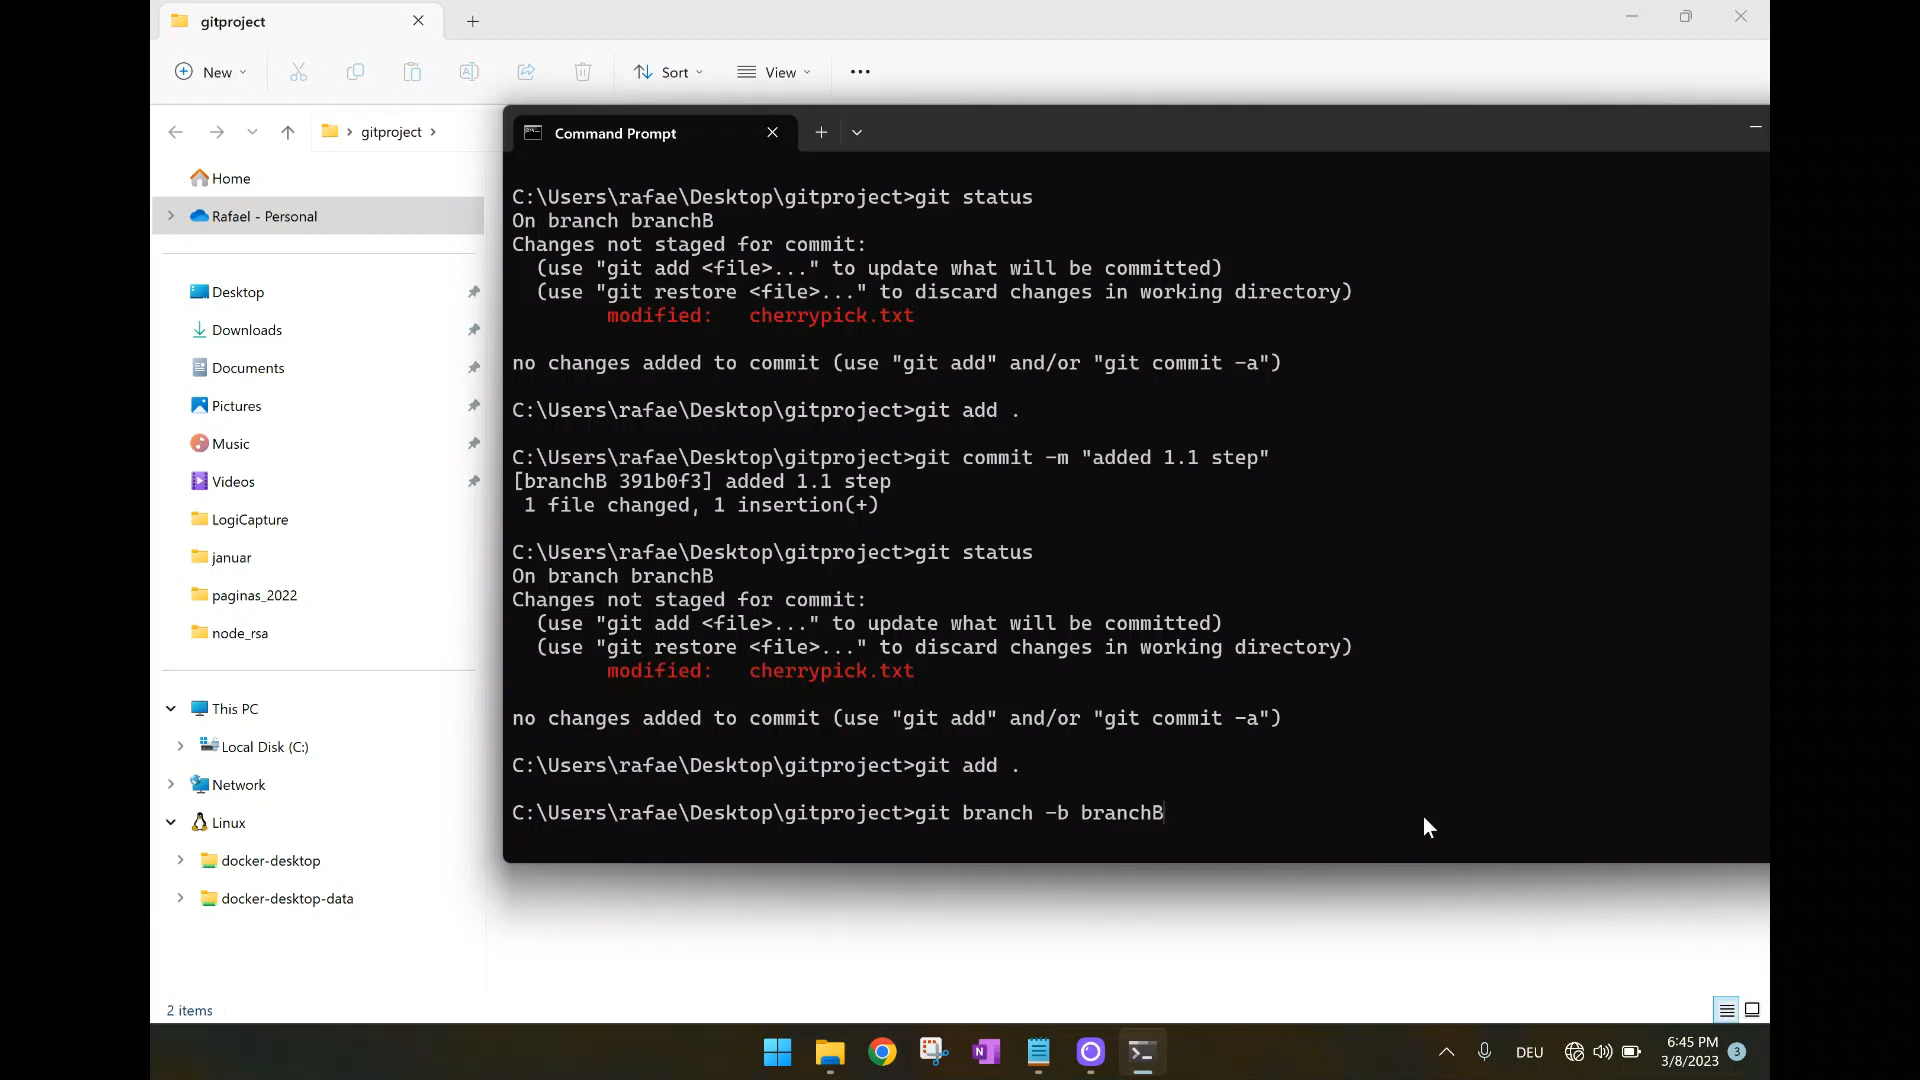 gitproject
New
Sort
View
gitproject
Command Prompt
Home
Rafael - Personal
Desktop
Downloads
Documents
Pictures
Music
Videos
LogiCapture
januar
paginas_2022
node_rsa
This PC
Local Disk (C:)
Network
Linux
docker-desktop
docker-desktop-data
C:\Users\rafae\Desktop\gitproject>git status
On branch branchB
Changes not staged for commit:
(use "git add <file>..." to update what will be committed)
(use "git restore <file>..." to discard changes in working directory)
modified: cherrypick.txt
no changes added to commit (use "git add" and/or "git commit -a")
C:\Users\rafae\Desktop\gitproject>git add .
C:\Users\rafae\Desktop\gitproject>git commit -m "added 1.1 step"
[branchB 391b0f3] added 1.1 step
1 file changed, 1 insertion(+)
C:\Users\rafae\Desktop\gitproject>git status
On branch branchB
Changes not staged for commit:
(use "git add <file>..." to update what will be committed)
(use "git restore <file>..." to discard changes in working directory)
modified: cherrypick.txt
no changes added to commit (use "git add" and/or "git commit -a")
C:\Users\rafae\Desktop\gitproject>git add .
C:\Users\rafae\Desktop\gitproject>git branch -b branchB
2 items
DEU
6:45 PM
3/8/2023
3